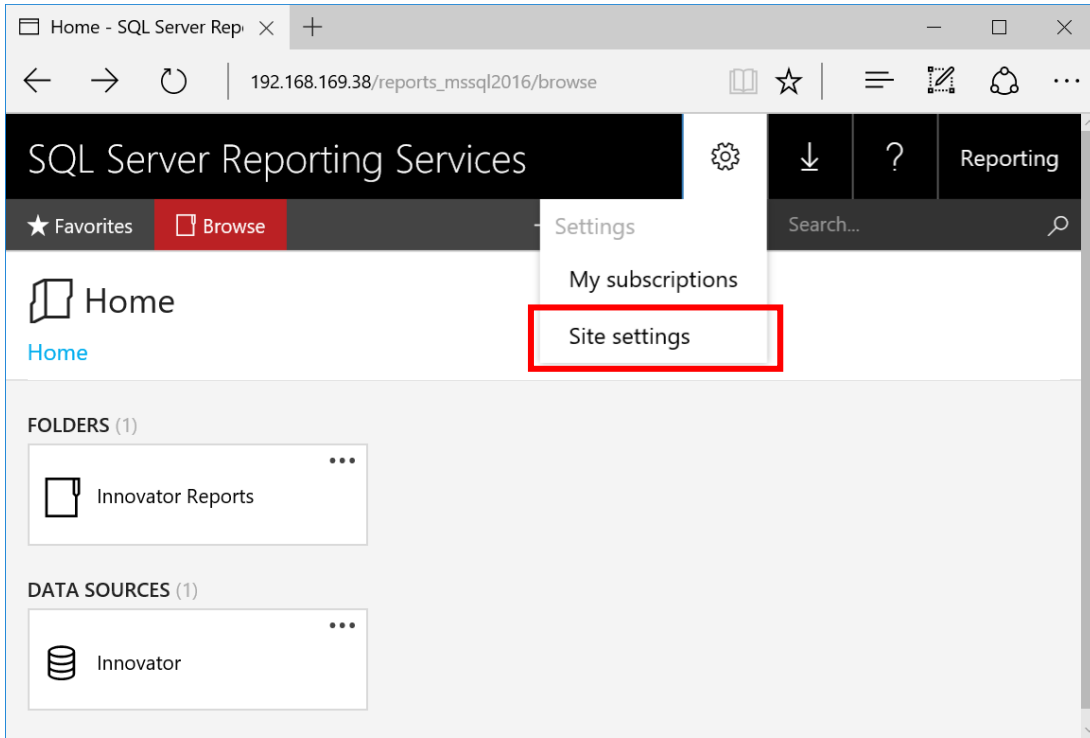 Home - SQL Server Rep
192.168.169.38/reports_mssql2016/browse
SQL Server Reporting Services
? Reporting
Favorites Browse Settings Search...
My subscriptions
Home
Site settings
Home
FOLDERS (1)
Innovator Reports
DATA SOURCES (1)
Innovator